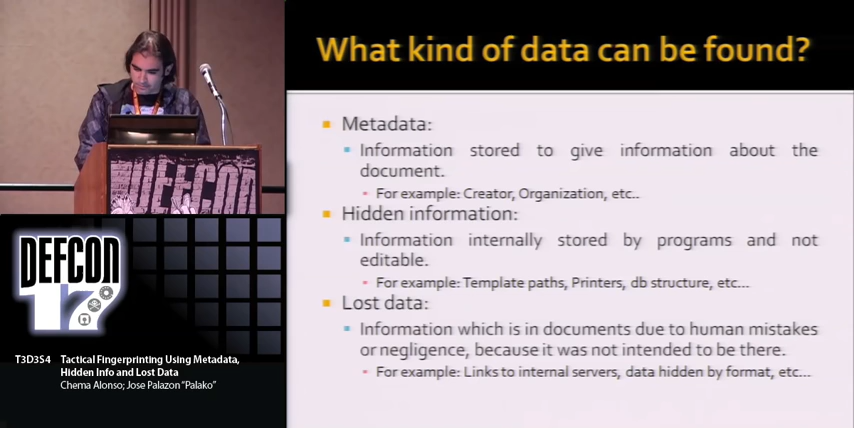 What kind of data can be found?
Metadata:
Information stored to give information about the
document.
For example: Creator, Organization, etc..
Hidden information:
Information internally stored by programs and not
editable.
For example: Template paths, Printers, db structure, etc...
Lost data:
Information which is in documents due to human mistakes
or negligence, because it was not intended to be there.
For example: Links to internal servers, data hidden by format, etc...
DEFCON
DEFCON
17
T3D3S4 Tactical Fingerprinting Using Metadata,
Hidden Info and Lost Data
Chema Alonso; Jose Palazon "Palako"